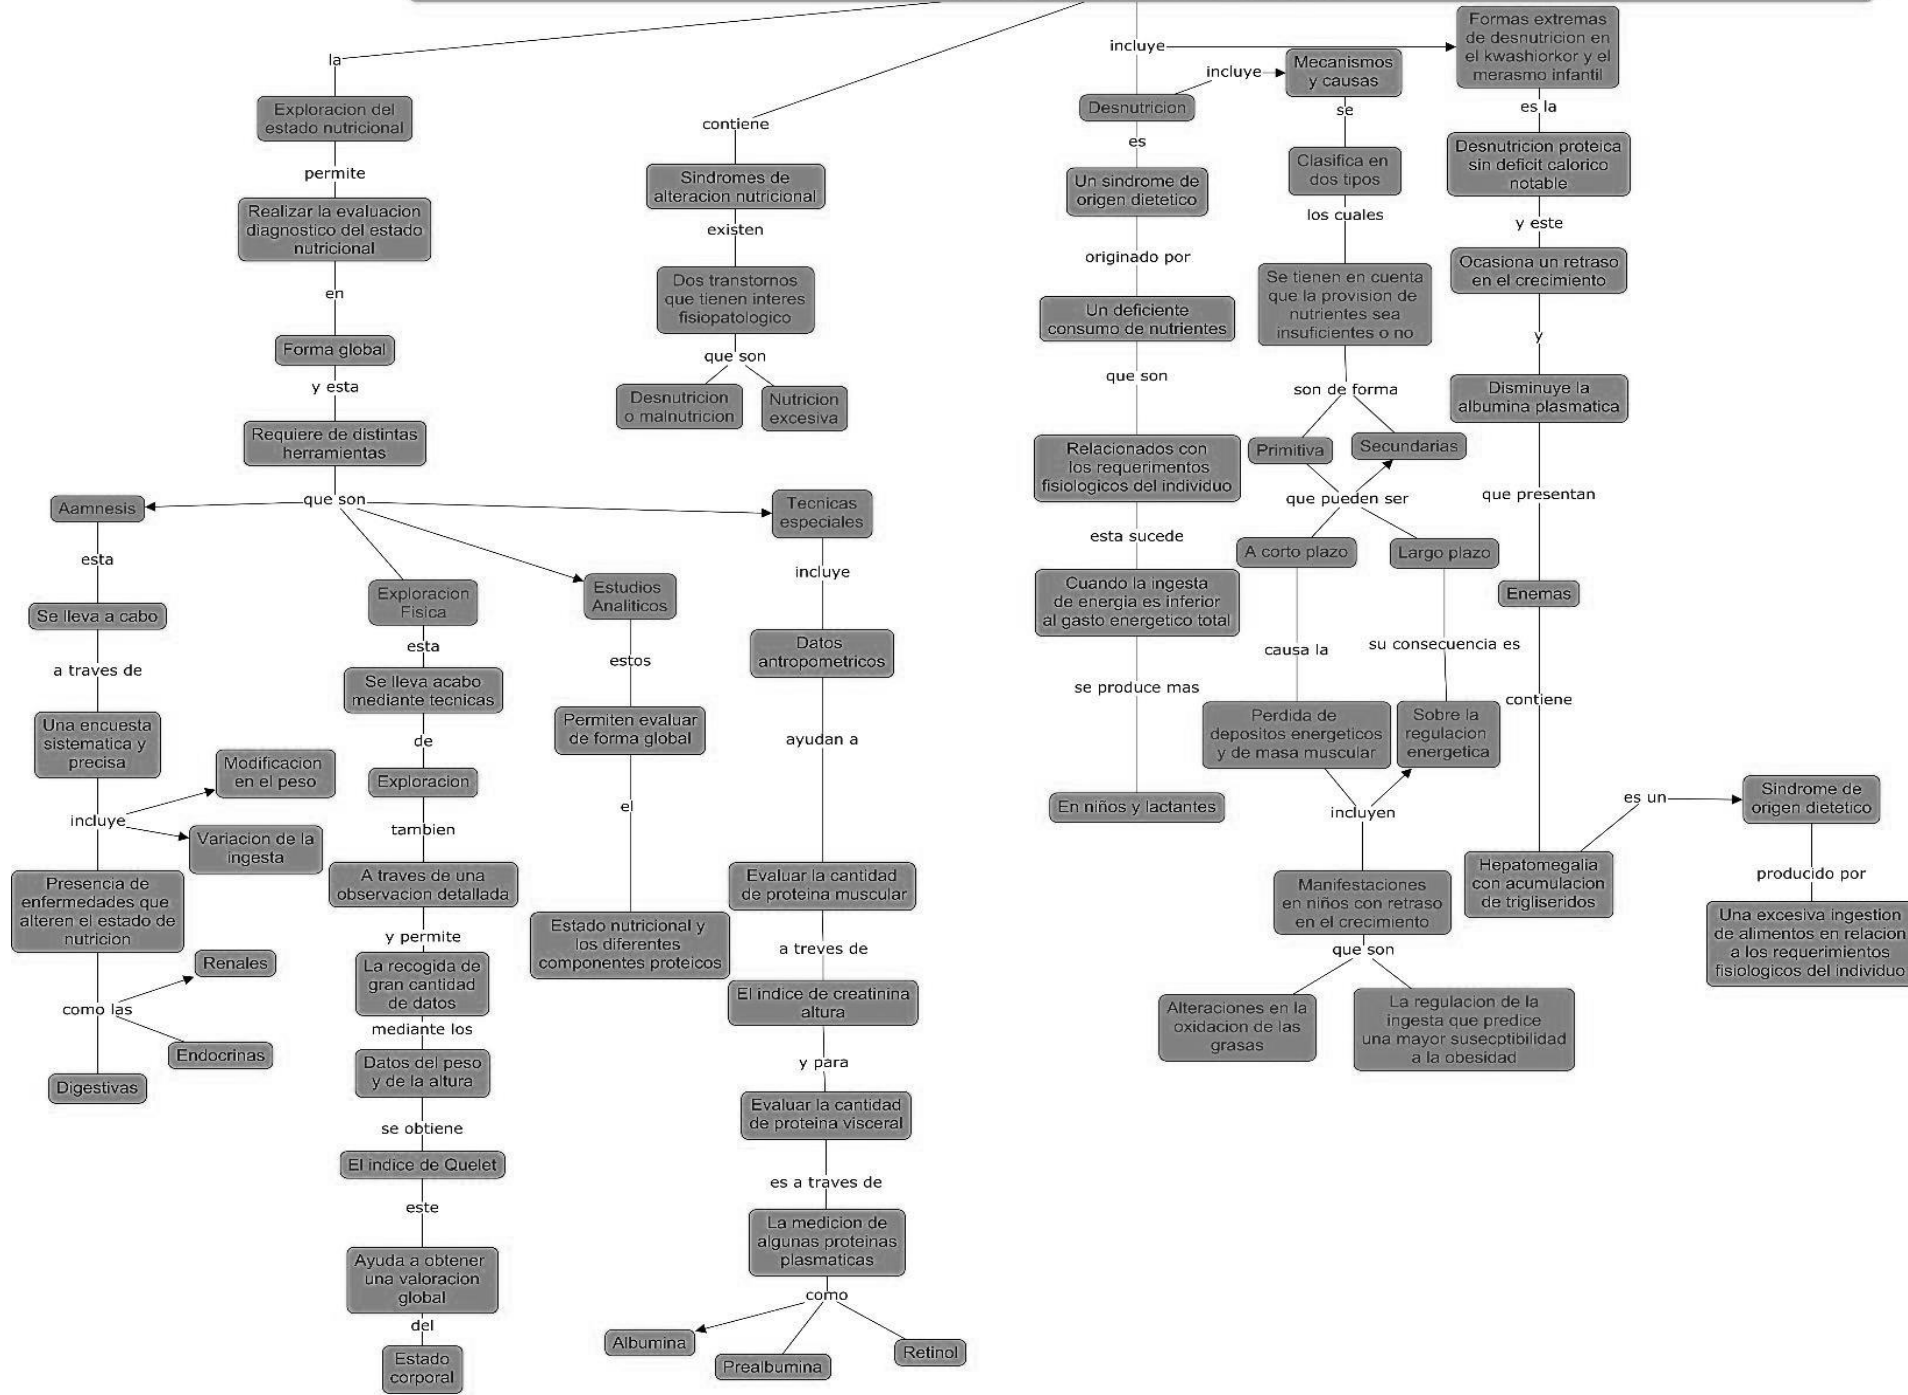 la
Exploracion del
estado nutricional
permite
Realizar la evaluacion
diagnostico del estado
nutricional
en
Forma global
y esta
Requiere de distintas
herramientas
que son
Aamnesis
esta
Se lleva a cabo
a traves de
Una encuesta
sistematica y
precisa
incluye
Modificacion
en el peso
Variacion de la
ingesta
Presencia de
enfermedades que
alteren el estado de
nutricion
como las
Renales
Endocrinas
Digestivas
Exploracion
Fisica
esta
Se lleva acabo
mediante tecnicas
de
Exploracion
tambien
A traves de una
observacion detallada
y permite
La recogida de
gran cantidad
de datos
mediante los
Datos del peso
y de la altura
se obtiene
El indice de Quelet
este
Ayuda a obtener
una valoracion
global
del
Estado
corporal
Estudios
Analiticos
estos
Permiten evaluar
de forma global
el
Estado nutricional y
los diferentes
componentes proteicos
Tecnicas
especiales
incluye
Datos
antropometricos
ayudan a
Evaluar la cantidad
de proteina muscular
a treves de
El indice de creatinina
altura
y para
Evaluar la cantidad
de proteina visceral
es a traves de
La medicion de
algunas proteinas
plasmaticas
como
Albumina
Prealbumina
Retinol
contiene
Sindromes de
alteracion nutricional
existen
Dos transtornos
que tienen interes
fisiopatologico
que son
Desnutricion
o malnutricion
Nutricion
excesiva
incluye
Desnutricion
es
Un sindrome de
origen dietetico
originado por
Un deficiente
consumo de nutrientes
que son
Relacionados con
los requerimentos
fisiologicos del individuo
esta sucede
Cuando la ingesta
de energia es inferior
al gasto energetico total
se produce mas
En niños y lactantes
incluye
Mecanismos
y causas
se
Clasifica en
dos tipos
los cuales
Se tienen en cuenta
que la provision de
nutrientes sea
insuficientes o no
son de forma
Primitiva
Secundarias
que pueden ser
A corto plazo
Largo plazo
causa la
su consecuencia es
Perdida de
depositos energeticos
y de masa muscular
Sobre la
regulacion
energetica
incluyen
Manifestaciones
en niños con retraso
en el crecimiento
que son
Alteraciones en la
oxidacion de las
grasas
La regulacion de la
ingesta que predice
una mayor susecptibilidad
a la obesidad
Formas extremas
de desnutricion en
el kwashiorkor y el
merasmo infantil
es la
Desnutricion proteica
sin deficit calorico
notable
y este
Ocasiona un retraso
en el crecimiento
y
Disminuye la
albumina plasmatica
que presentan
Enemas
contiene
Hepatomegalia
con acumulacion
de trigliseridos
es un
Sindrome de
origen dietetico
producido por
Una excesiva ingestion
de alimentos en relacion
a los requerimientos
fisiologicos del individuo